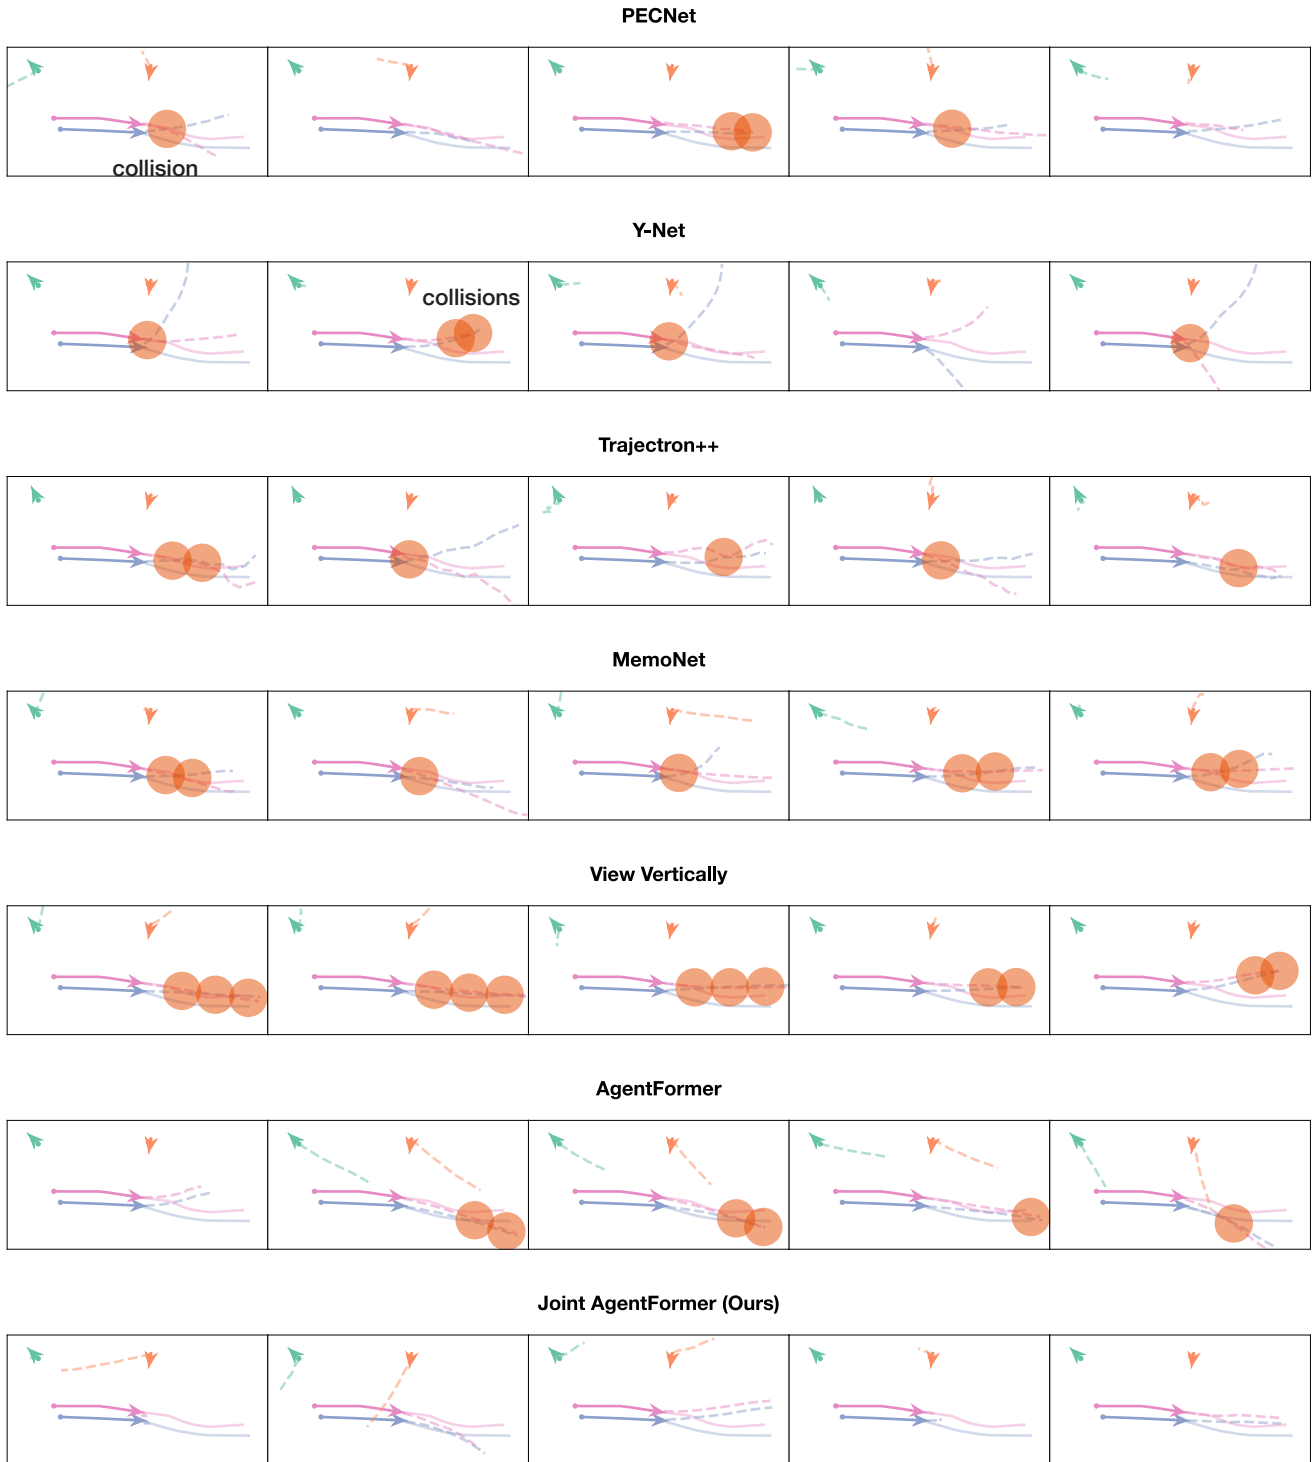 PECNet
collision
Y-Net
collisions
Trajectron++
MemoNet
View Vertically
AgentFormer
Joint AgentFormer (Ours)